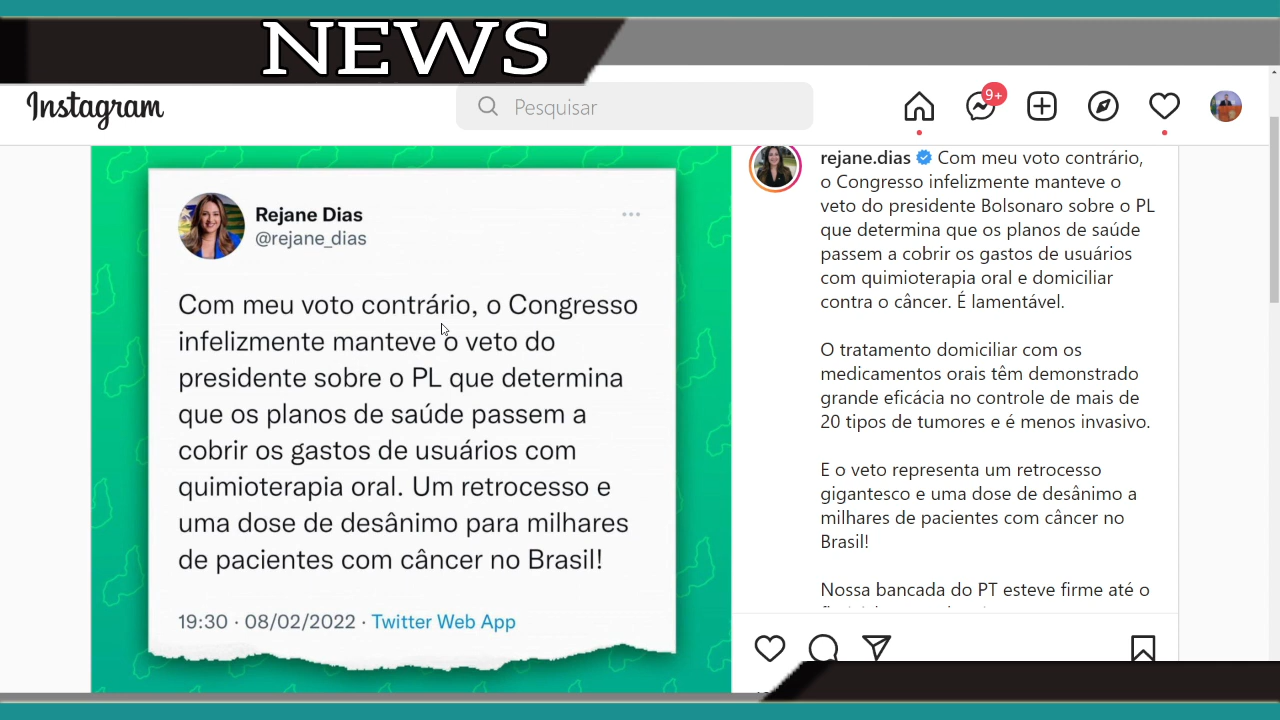 NEWS
Instagram
Pesquisar
9+
Rejane Dias
@rejane_dias
Com meu voto contrário, o Congresso
infelizmente manteve o veto do
presidente sobre o PL que determina
que os planos de saúde passem a
cobrir os gastos de usuários com
quimioterapia oral. Um retrocesso e
uma dose de desânimo para milhares
de pacientes com câncer no Brasil!
19:30 · 08/02/2022 · Twitter Web App
rejane.dias Com meu voto contrário,
o Congresso infelizmente manteve o
veto do presidente Bolsonaro sobre o PL
que determina que os planos de saúde
passem a cobrir os gastos de usuários
com quimioterapia oral e domiciliar
contra o câncer. É lamentável.
O tratamento domiciliar com os
medicamentos orais têm demonstrado
grande eficácia no controle de mais de
20 tipos de tumores e é menos invasivo.
E o veto representa um retrocesso
gigantesco e uma dose de desânimo a
milhares de pacientes com câncer no
Brasil!
Nossa bancada do PT esteve firme até o